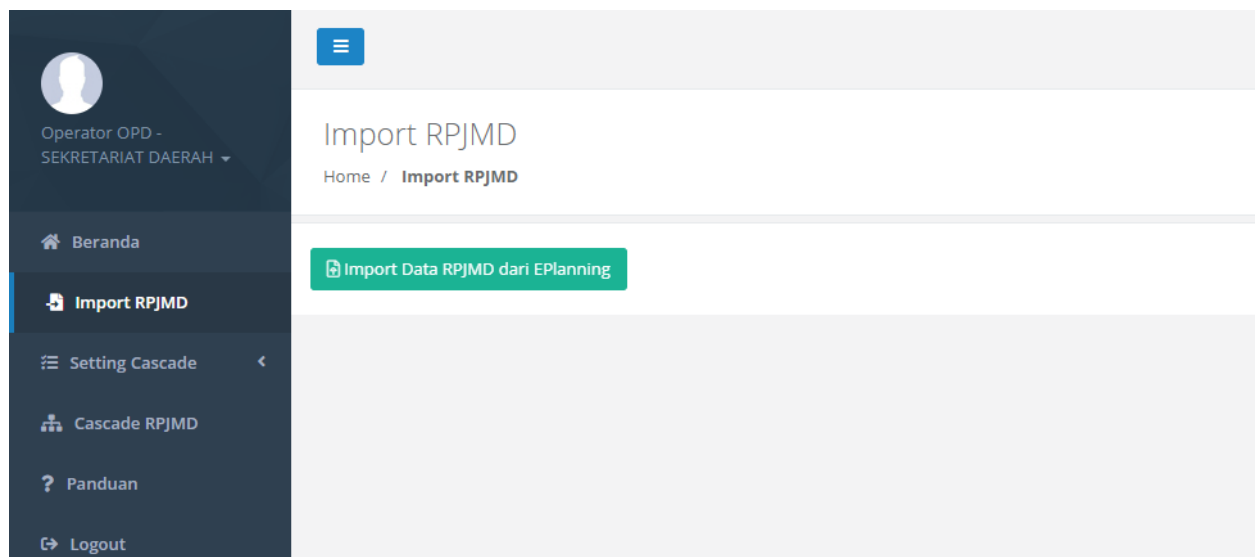 Operator OPD -
SEKRETARIAT DAERAH
Beranda
Import RPJMD
Setting Cascade
Cascade RPJMD
Panduan
Logout
Import RPJMD
Home / Import RPJMD
Import Data RPJMD dari EPlanning